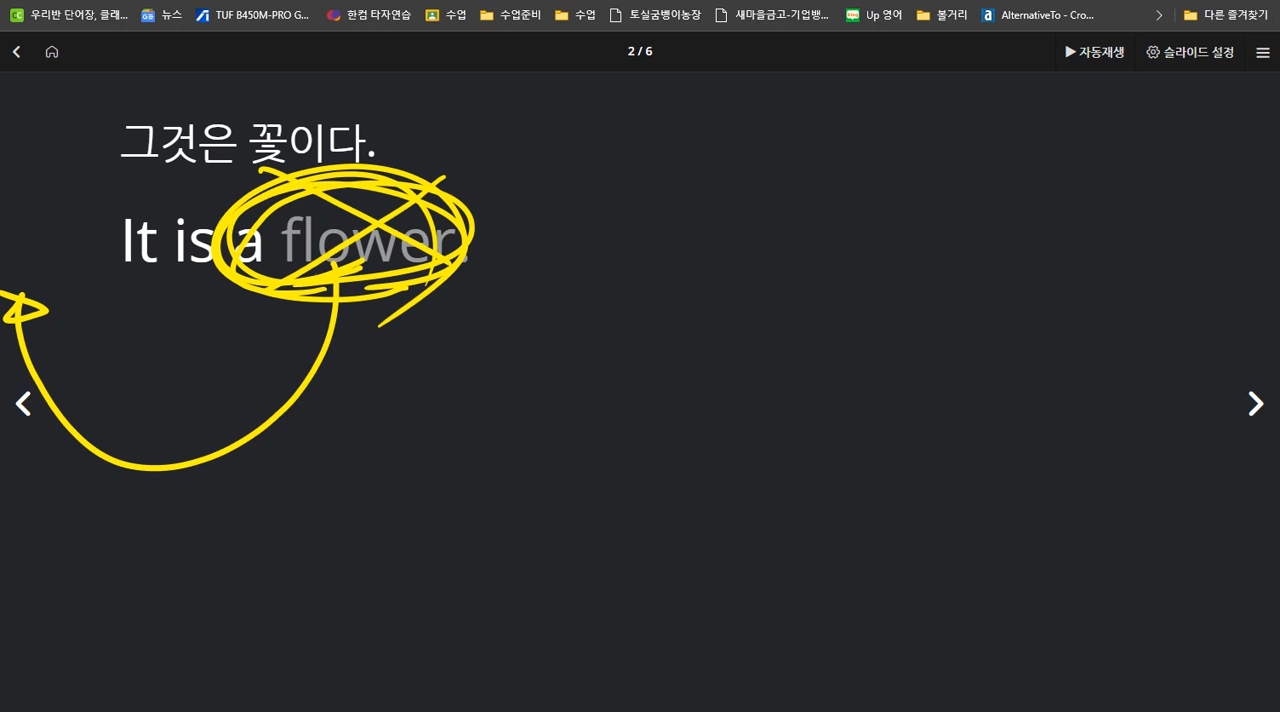 우리반 단어장, 클래... 뉴스 TUF B450M-PRO G... 한컴 타자연습 수업 수업준비 수업 토실굼벵이농장 새마을금고-기업뱅... Up 영어 볼거리 AlternativeTo - Cro... 다른 즐겨찾기
2 / 6 자동재생 슬라이드 설정
그것은 꽃이다.
It is a flower.